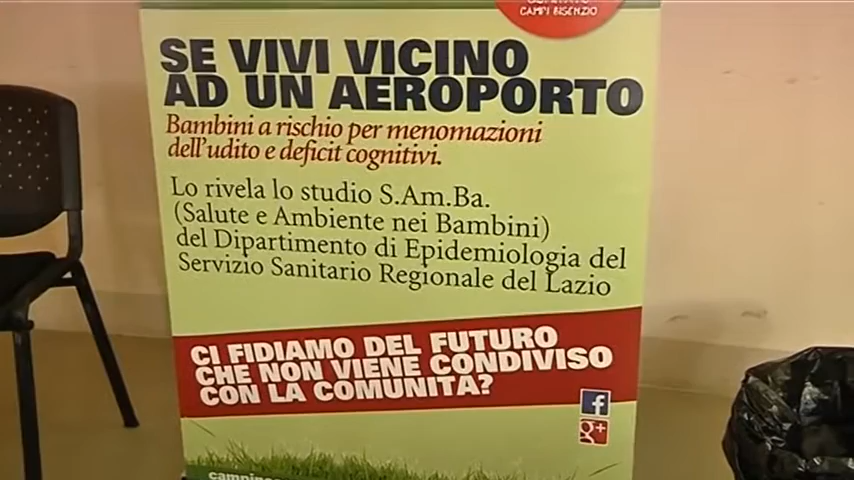 CAMPI BISENZIO
SE VIVI VICINO
AD UN AEROPORTO
Bambini a rischio per menomazioni
dell'udito e deficit cognitivi.
Lo rivela lo studio S.Am.Ba.
(Salute e Ambiente nei Bambini)
del Dipartimento di Epidemiologia del
Servizio Sanitario Regionale del Lazio
CI FIDIAMO DEL FUTURO
CHE NON VIENE CONDIVISO
CON LA COMUNITA?
f
g+